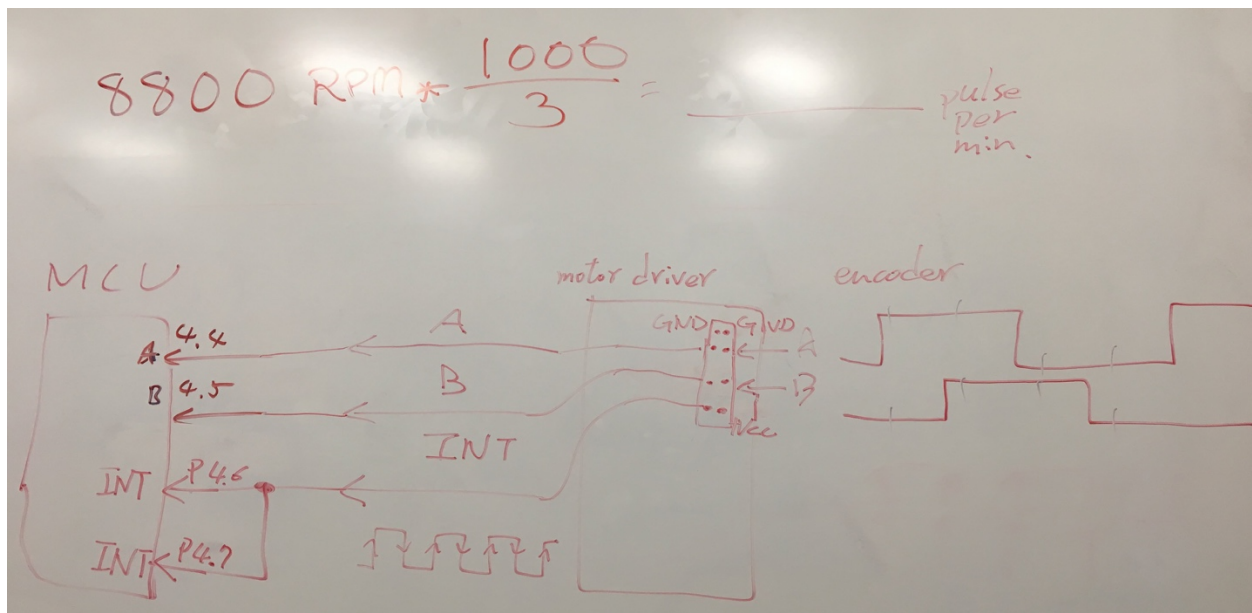 8800 RPM * 1000/3 = ______ pulse
per
min.
MCU
motor driver
encoder
GND GND
A 4.4 A A
B 4.5 B B
INT
Vcc
INT P4.6
INT P4.7